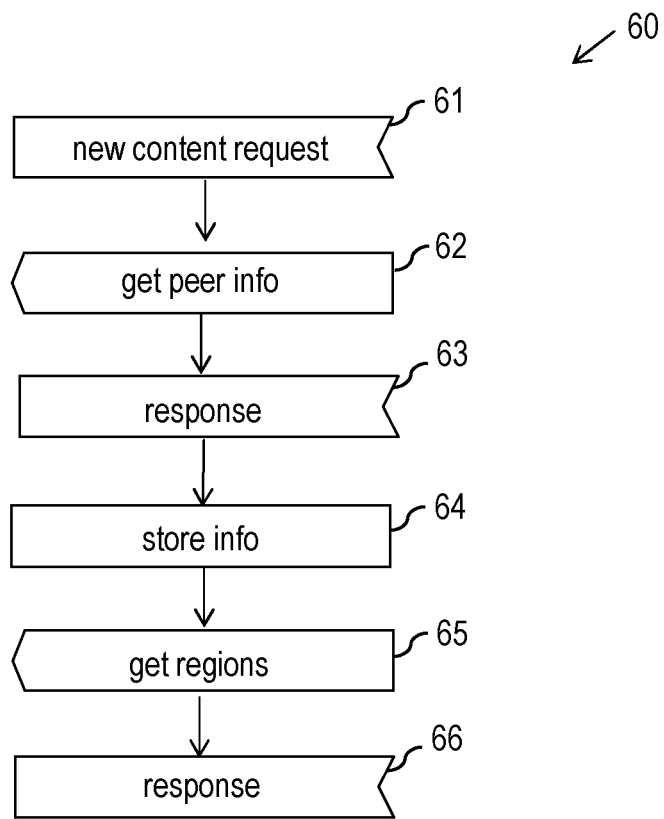 60
61
new content request
62
get peer info
63
response
64
store info
65
get regions
66
response